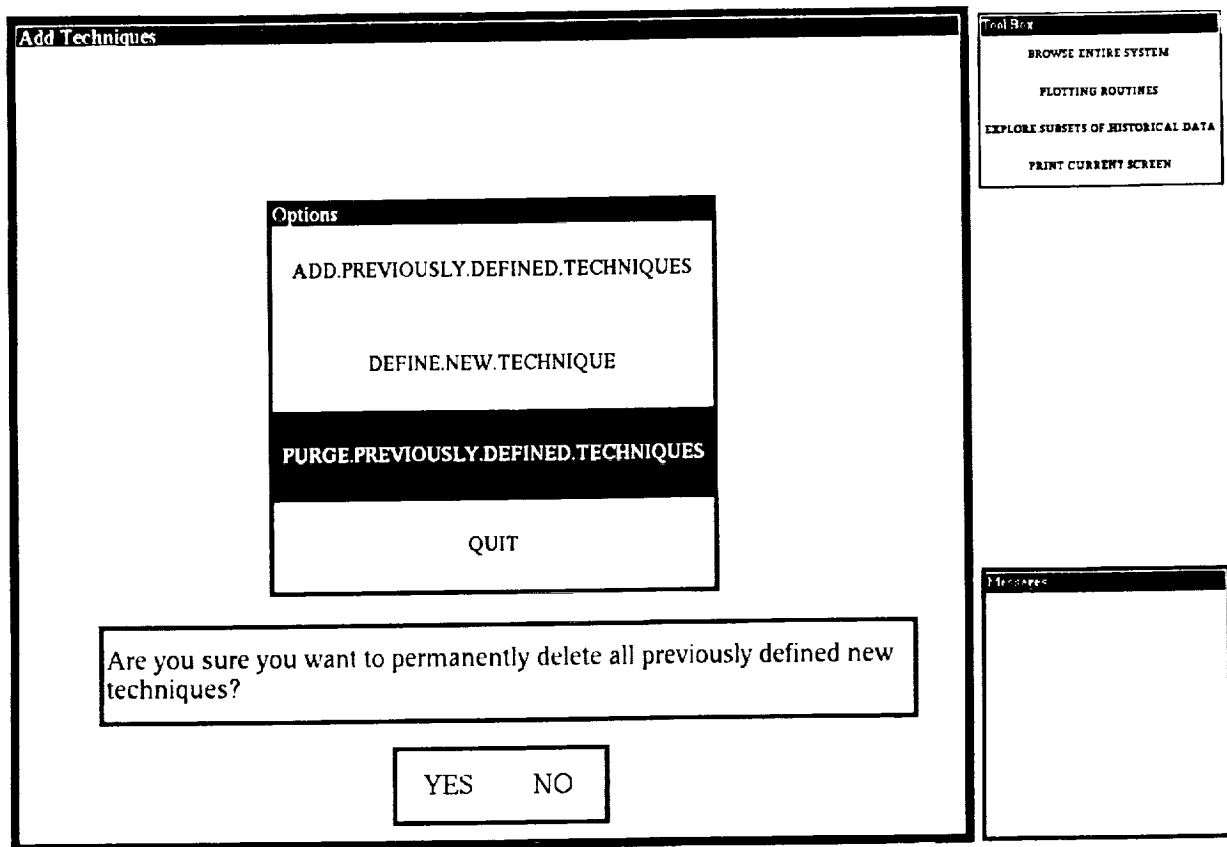 Add Techniques
Options
ADD.PREVIOUSLY.DEFINED.TECHNIQUES
DEFINE.NEW.TECHNIQUE
PURGE.PREVIOUSLY.DEFINED.TECHNIQUES
QUIT
Are you sure you want to permanently delete all previously defined new
techniques?
YES NO
Tool Box
BROWSE ENTIRE SYSTEM
PLOTTING ROUTINES
EXPLORE.SUBSETS.OF.HISTORICAL.DATA
PRINT CURRENT SCREEN
Messages